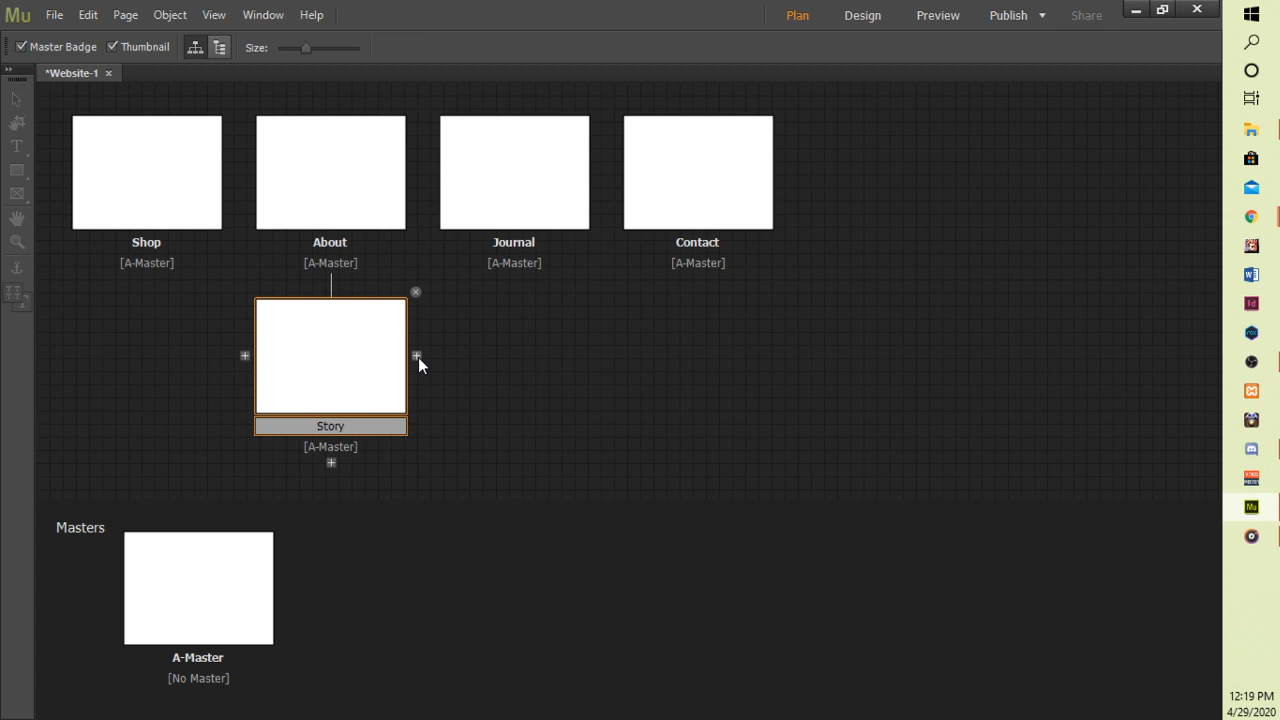 Mu File Edit Page Object View Window Help Plan Design Preview Publish Share
Master Badge Thumbnail Size:
*Website-1
Shop About Journal Contact
[A-Master] [A-Master] [A-Master] [A-Master]
Story
[A-Master]
Masters
A-Master
[No Master]
12:19 PM
4/29/2020